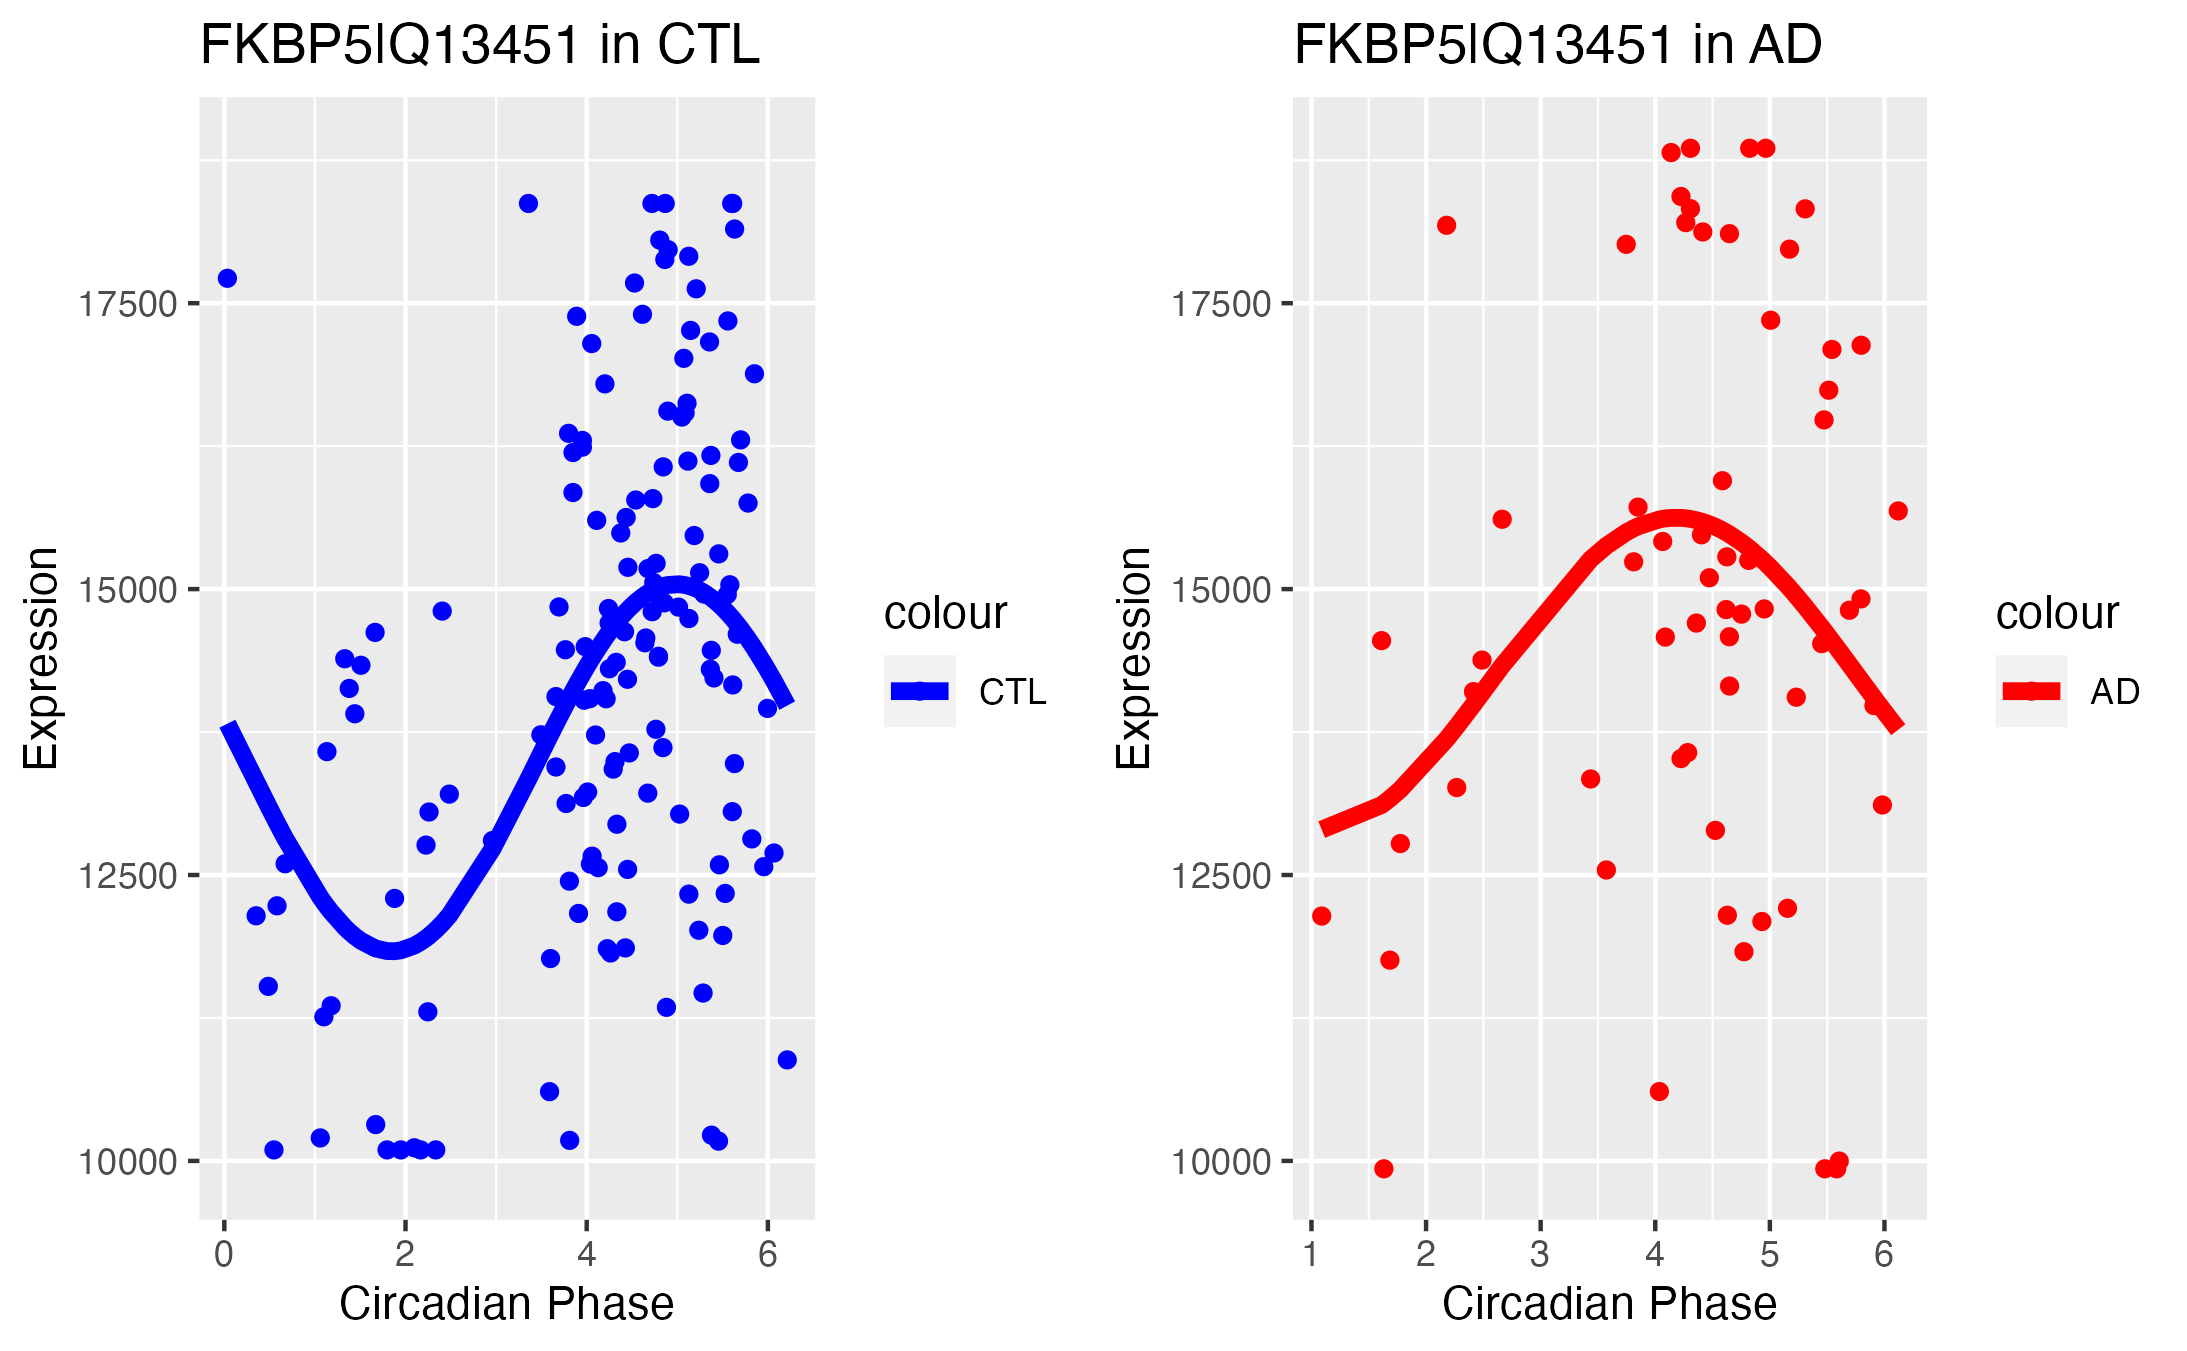 FKBP5|Q13451 in CTL
Expression
17500
15000
12500
10000
0 2 4 6
Circadian Phase
colour
CTL
FKBP5|Q13451 in AD
Expression
17500
15000
12500
10000
1 2 3 4 5 6
Circadian Phase
colour
AD